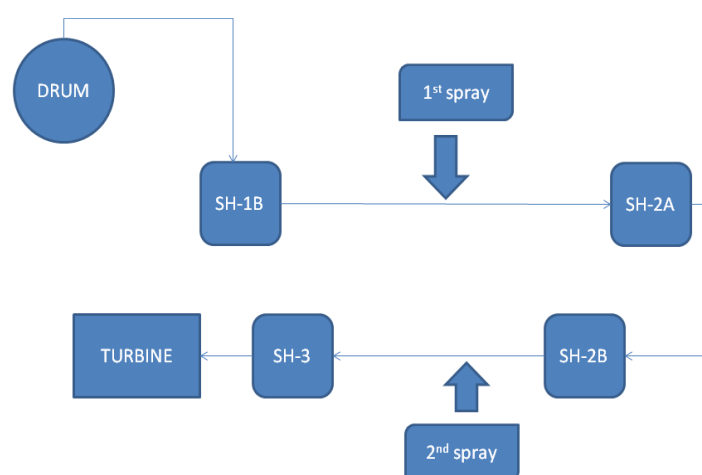 DRUM
1st spray
SH-1B
SH-2A
TURBINE
SH-3
SH-2B
2nd spray